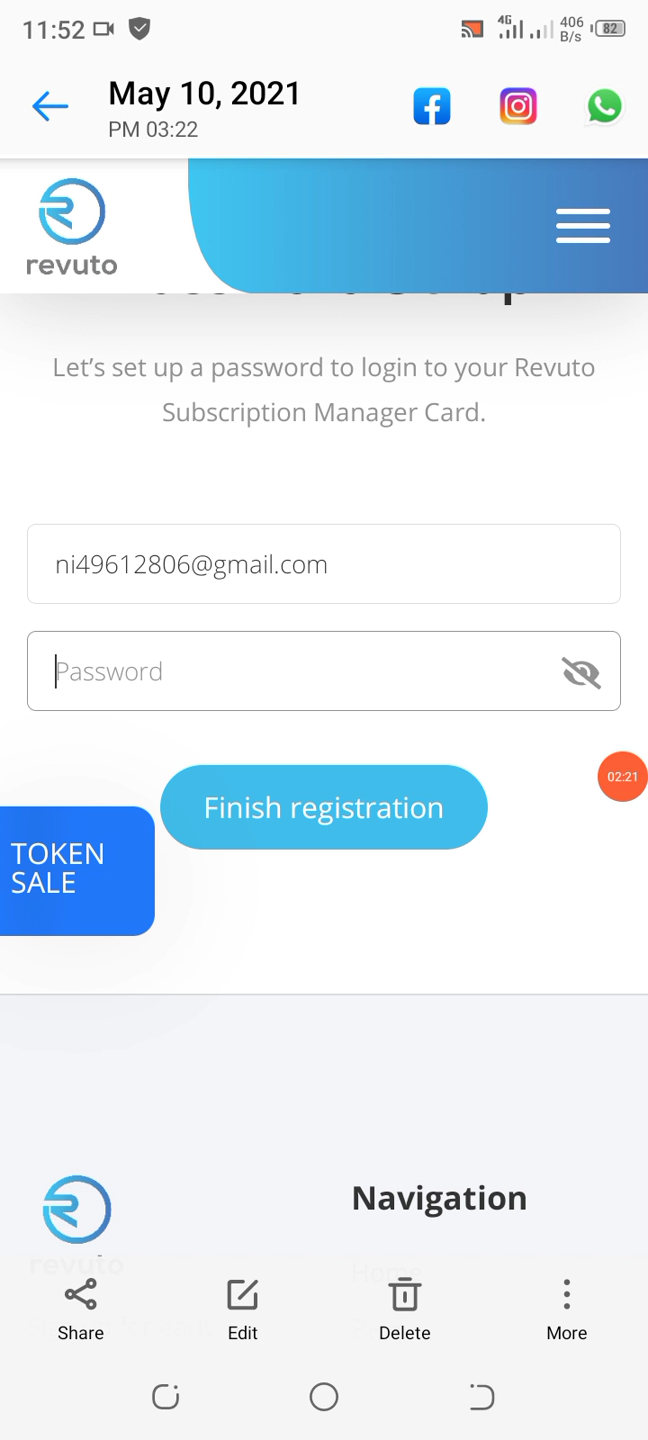 11:52
4G
406
B/s
82
May 10, 2021
PM 03:22
revuto
Let's set up a password to login to your Revuto
Subscription Manager Card.
ni49612806@gmail.com
Password
Finish registration
02:21
TOKEN
SALE
Navigation
revuto
Home
Share
Edit
Delete
More